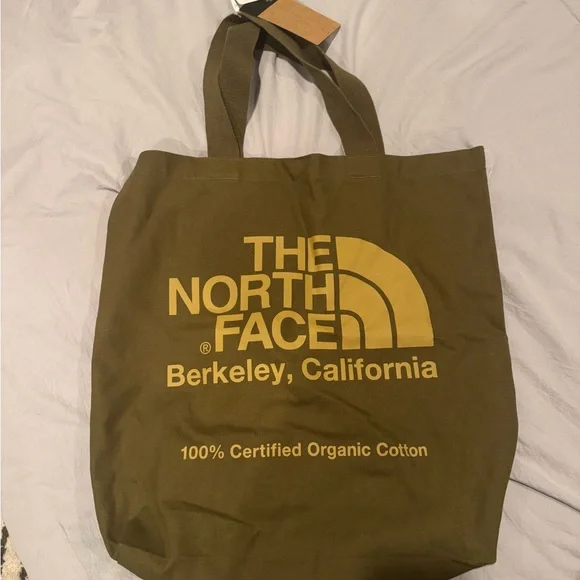 THE
NORTH
® FACE
Berkeley, California
100% Certified Organic Cotton